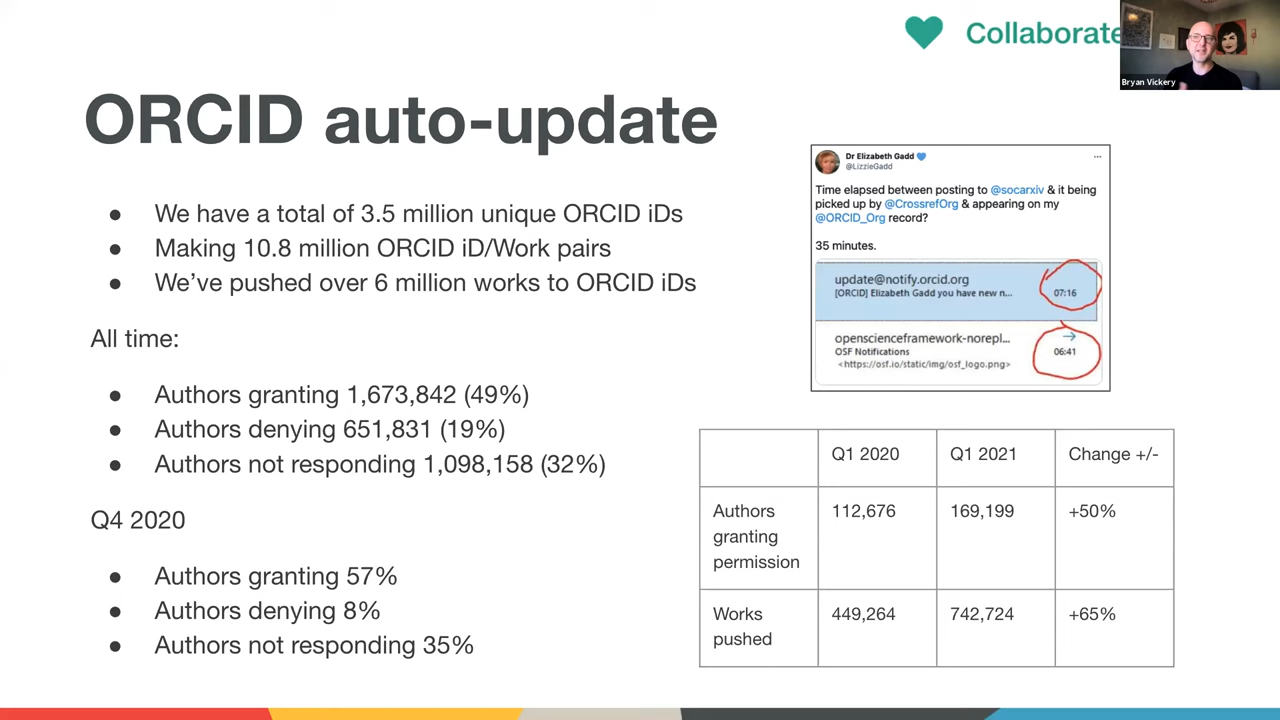 Collaborate
Bryan Vickery
ORCID auto-update
● We have a total of 3.5 million unique ORCID iDs
● Making 10.8 million ORCID iD/Work pairs
● We've pushed over 6 million works to ORCID iDs
All time:
● Authors granting 1,673,842 (49%)
● Authors denying 651,831 (19%)
● Authors not responding 1,098,158 (32%)
Q4 2020
● Authors granting 57%
● Authors denying 8%
● Authors not responding 35%
Dr Elizabeth Gadd 💙
@LizzieGadd
Time elapsed between posting to @socarxiv & it being
picked up by @CrossrefOrg & appearing on my
@ORCID_Org record?
35 minutes.
update@notify.orcid.org
[ORCID] Elizabeth Gadd you have new n... 07:16
openscienceframework-norepl...
OSF Notifications 06:41
<https://osf.io/static/img/osf_logo.png>
Q1 2020 Q1 2021 Change +/-
Authors granting permission 112,676 169,199 +50%
Works pushed 449,264 742,724 +65%